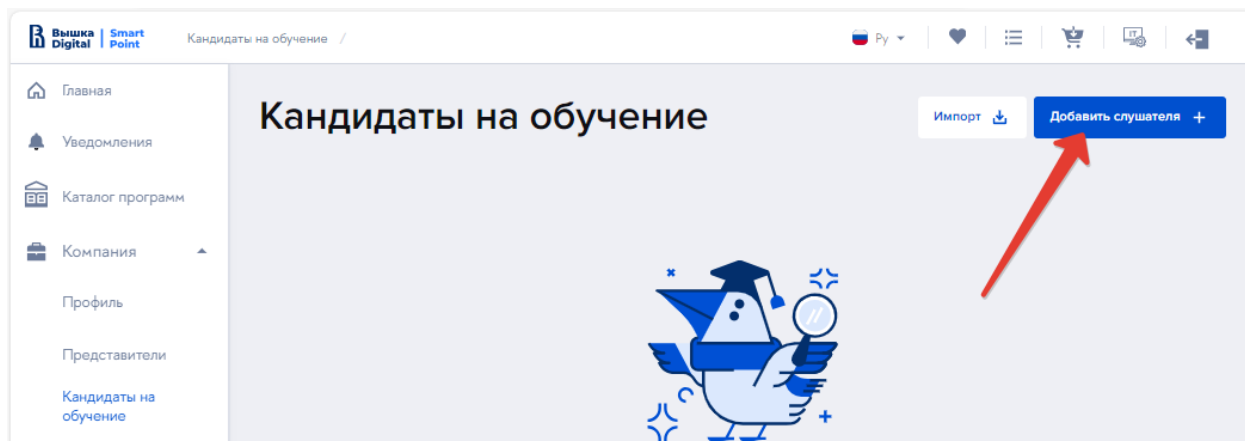 Вышка Digital | Smart Point
Кандидаты на обучение /
Ру
Главная
Уведомления
Каталог программ
Компания
Профиль
Представители
Кандидаты на
обучение
Кандидаты на обучение
Импорт
Добавить слушателя +